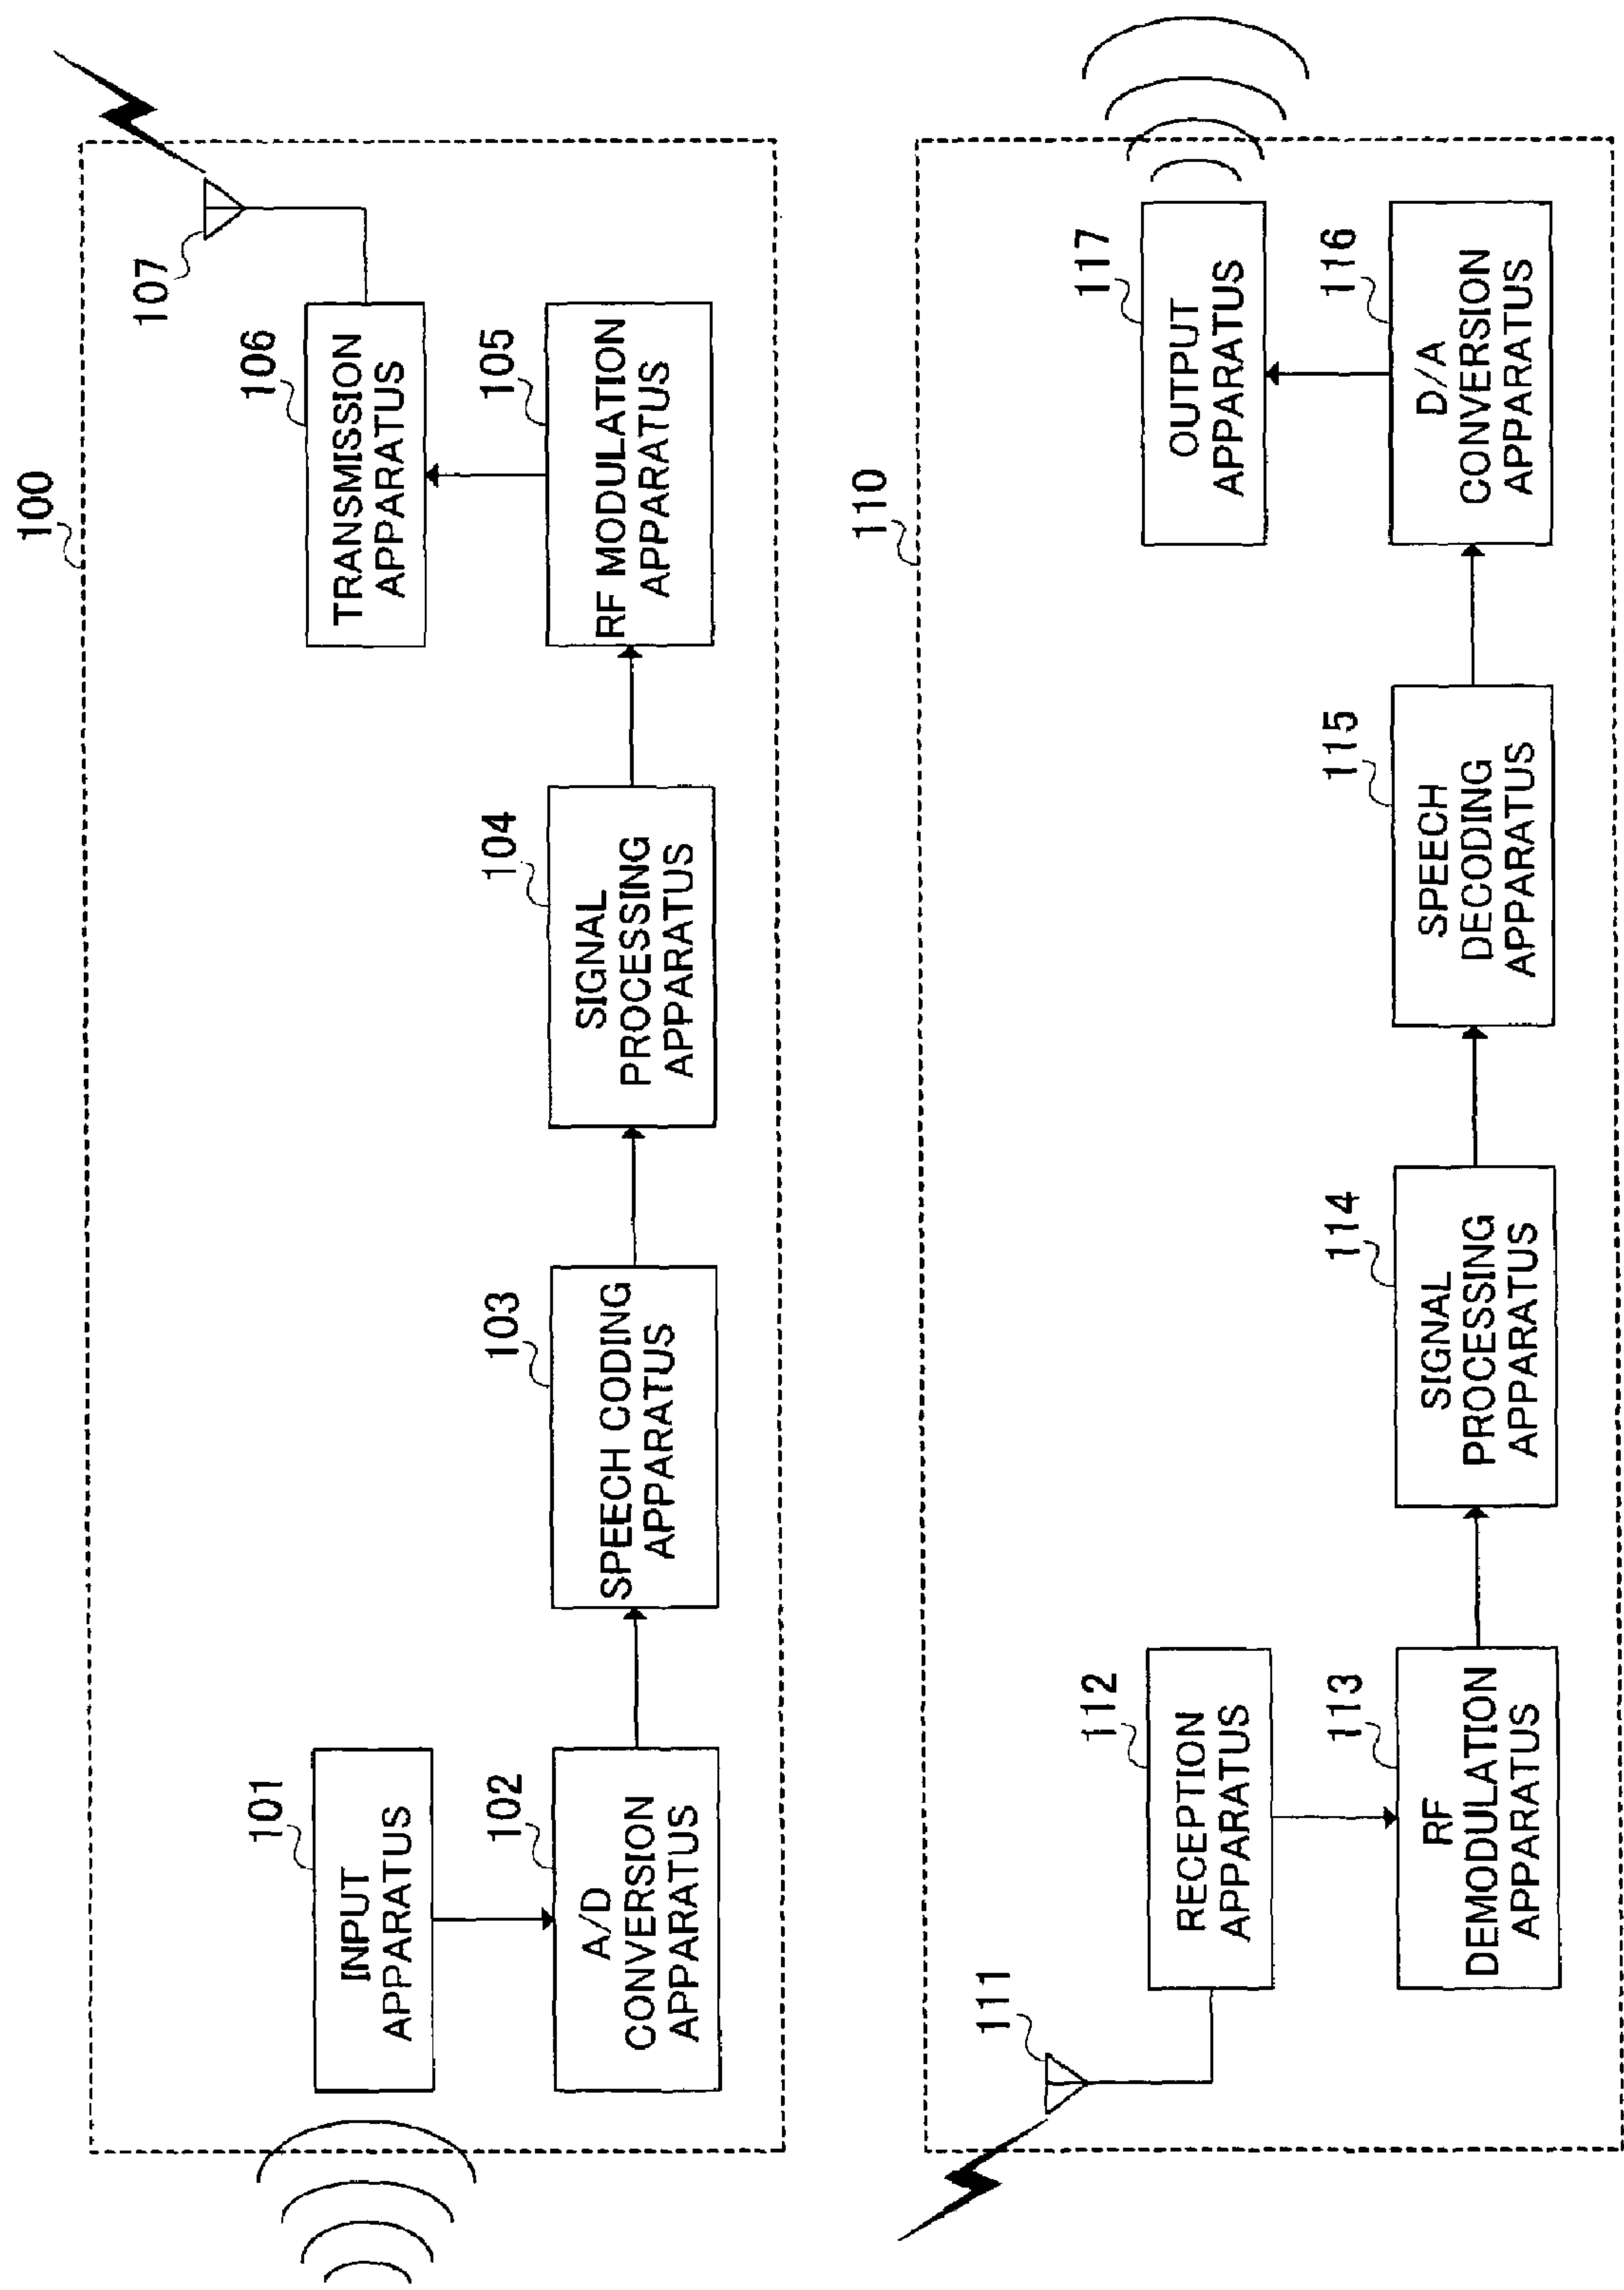 100
101
INPUT
APPARATUS
102
A/D
CONVERSION
APPARATUS
103
SPEECH CODING
APPARATUS
104
SIGNAL
PROCESSING
APPARATUS
105
RF MODULATION
APPARATUS
106
TRANSMISSION
APPARATUS
107
110
111
112
RECEPTION
APPARATUS
113
RF
DEMODULATION
APPARATUS
114
SIGNAL
PROCESSING
APPARATUS
115
SPEECH
DECODING
APPARATUS
116
D/A
CONVERSION
APPARATUS
117
OUTPUT
APPARATUS